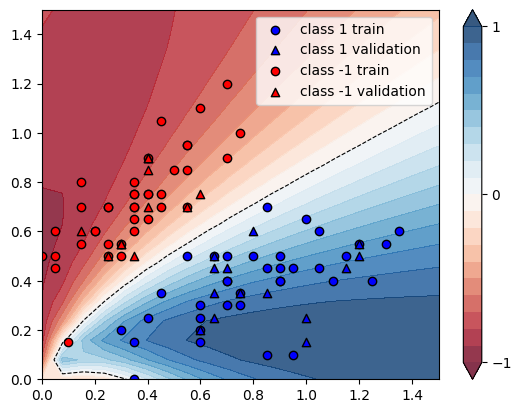 class 1 train
class 1 validation
class -1 train
class -1 validation
1.4
1.2
1.0
0.8
0.6
0.4
0.2
0.0
0.0 0.2 0.4 0.6 0.8 1.0 1.2 1.4
1
0
−1